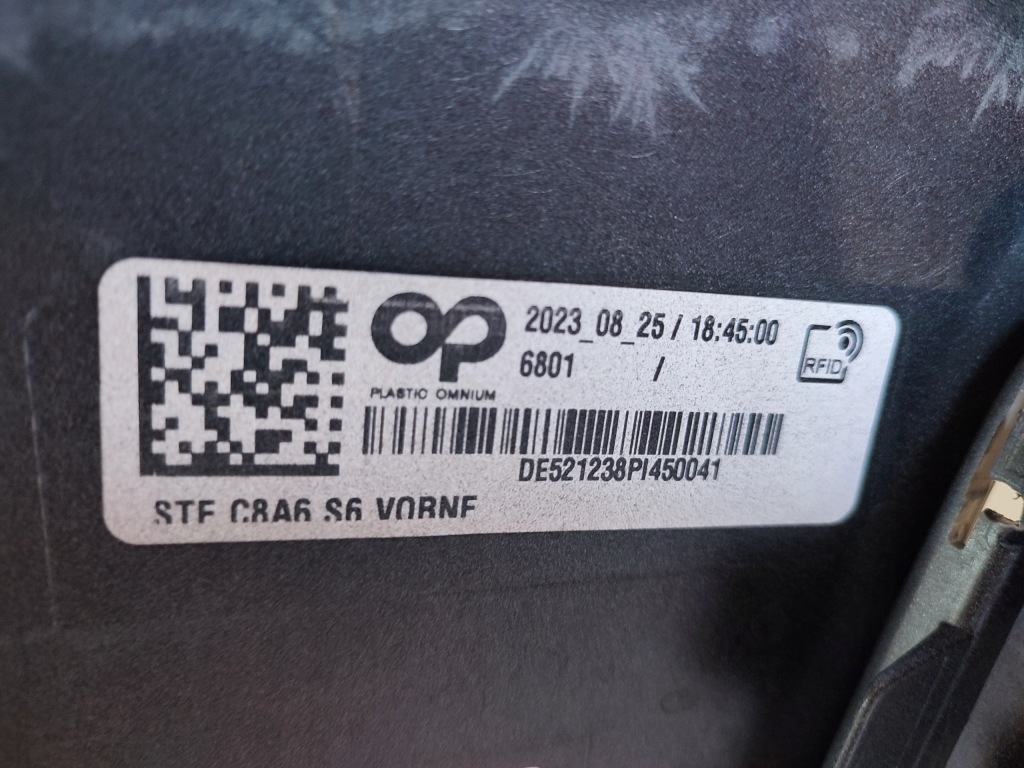 OP
PLASTIC OMNIUM
2023_08_25 / 18:45:00
6801 /
RFID
DE521238PI450041
STF C8A6 S6 VORNE